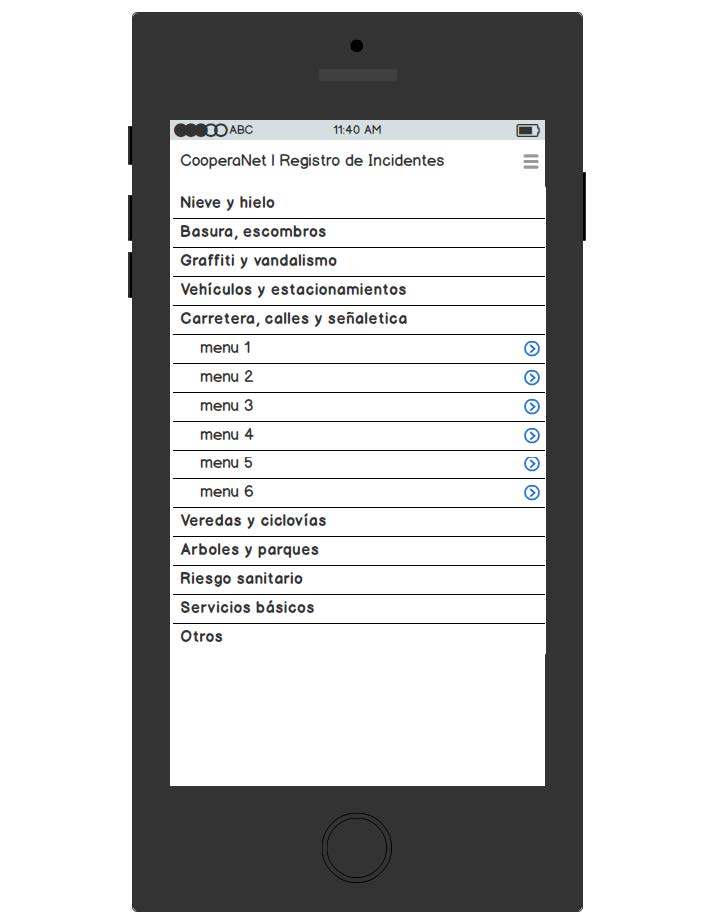 ABC 11:40 AM
CooperaNet | Registro de Incidentes
Nieve y hielo
Basura, escombros
Graffiti y vandalismo
Vehículos y estacionamientos
Carretera, calles y señaletica
menu 1
menu 2
menu 3
menu 4
menu 5
menu 6
Veredas y ciclovías
Arboles y parques
Riesgo sanitario
Servicios básicos
Otros